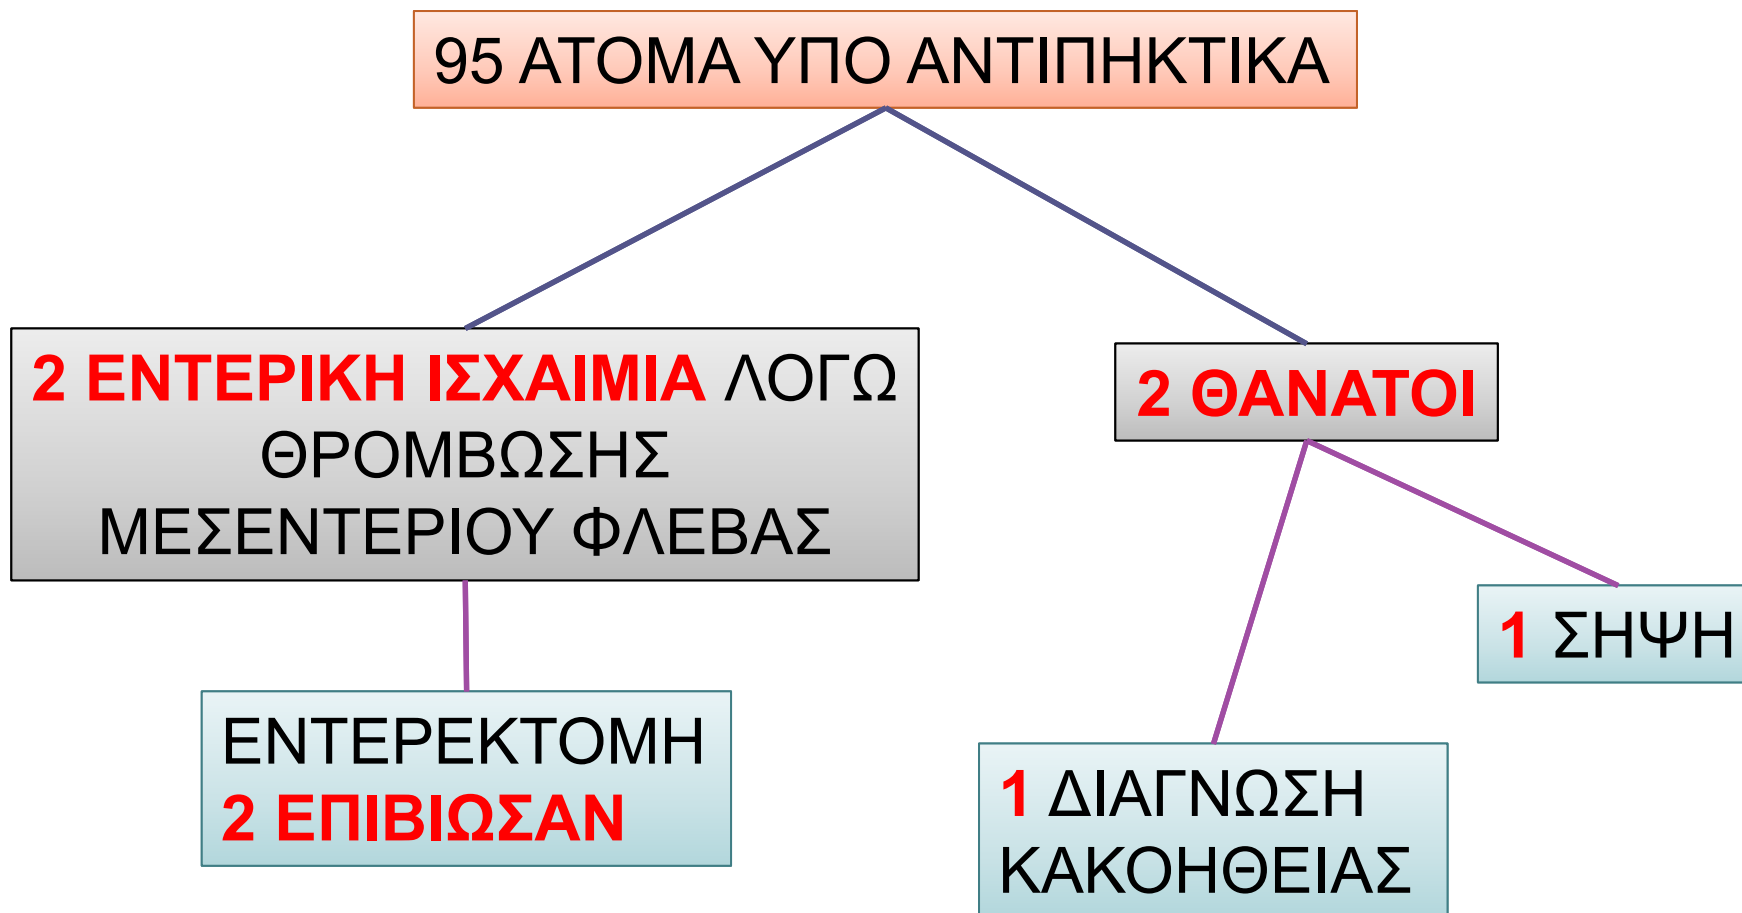 95 ΑΤΟΜΑ ΥΠΟ ΑΝΤΙΠΗΚΤΙΚΑ
2 ΕΝΤΕΡΙΚΗ ΙΣΧΑΙΜΙΑ ΛΟΓΩ
ΘΡΟΜΒΩΣΗΣ
ΜΕΣΕΝΤΕΡΙΟΥ ΦΛΕΒΑΣ
2 ΘΑΝΑΤΟΙ
ΕΝΤΕΡΕΚΤΟΜΗ
2 ΕΠΙΒΙΩΣΑΝ
1 ΔΙΑΓΝΩΣΗ
ΚΑΚΟΗΘΕΙΑΣ
1 ΣΗΨΗ